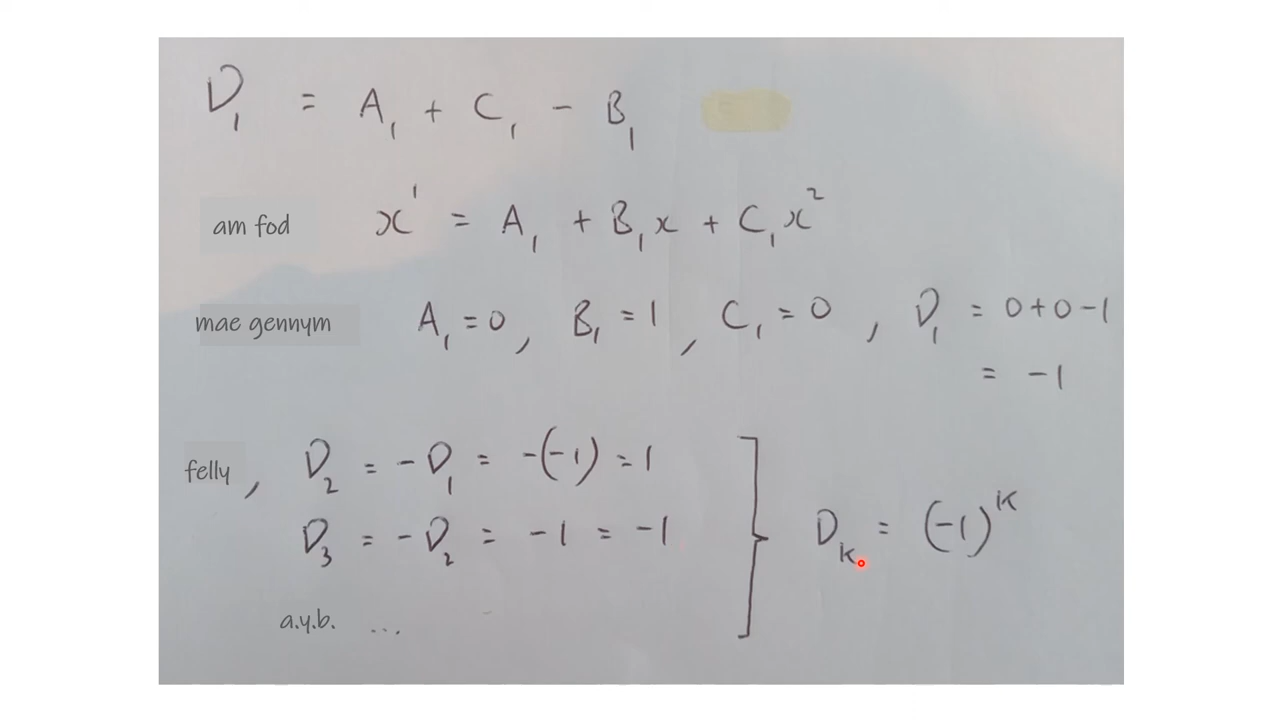 D₁ = A₁ + C₁ - B₁
am fod x¹ = A₁ + B₁x + C₁x²
mae gennym A₁ = 0, B₁ = 1, C₁ = 0, D₁ = 0 + 0 - 1
= -1
felly, D₂ = -D₁ = -(-1) = 1
D₃ = -D₂ = -1 = -1
D_K = (-1)^K
a.y.b. ...